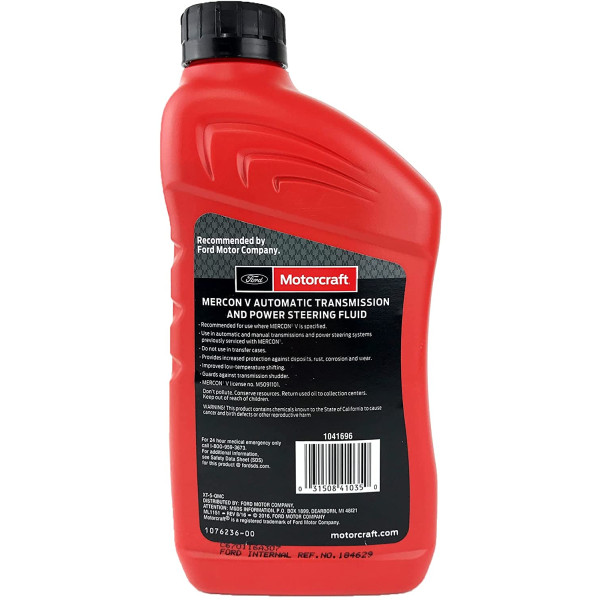 Recommended by
Ford Motor Company.
Ford Motorcraft
MERCON V AUTOMATIC TRANSMISSION
AND POWER STEERING FLUID
• Recommended for use where MERCON® V is specified.
• Use in automatic and manual transmissions and power steering systems
previously serviced with MERCON®.
• Do not use in transfer cases.
• Provides increased protection against deposits, rust, corrosion and wear.
• Improved low-temperature shifting.
• Guards against transmission shudder.
• MERCON® V license no. M5091101.
Don't pollute. Conserve resources. Return used oil to collection centers.
Keep out of reach of children.
WARNING! This product contains chemicals known to the State of California to cause
cancer and birth defects or other reproductive harm
1041696
For 24 hour medical emergency only
call 1-800-959-3673.
For additional information,
see Safety Data Sheet (SDS)
for this product @ fordsds.com.
0 31508 41035 0
XT-5-QMC
DISTRIBUTED BY: FORD MOTOR COMPANY,
ATTENTION: MSDS INFORMATION, P.O. BOX 1899, DEARBORN, MI 48121
REV 8/16 • © 2016, FORD MOTOR COMPANY,
Motorcraft® is a registered trademark of Ford Motor Company.
1076236-00
motorcraft.com
FORD INTERNAL REF.NO.184629